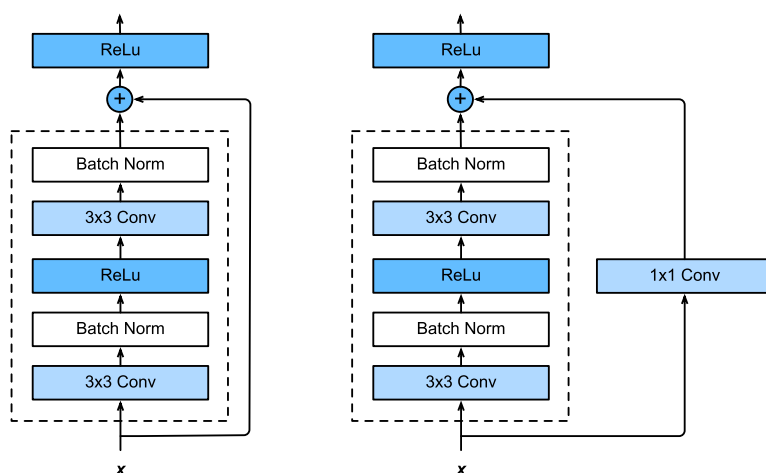 ReLu
+
Batch Norm
3x3 Conv
ReLu
Batch Norm
3x3 Conv
x
ReLu
+
Batch Norm
3x3 Conv
ReLu
Batch Norm
3x3 Conv
1x1 Conv
x